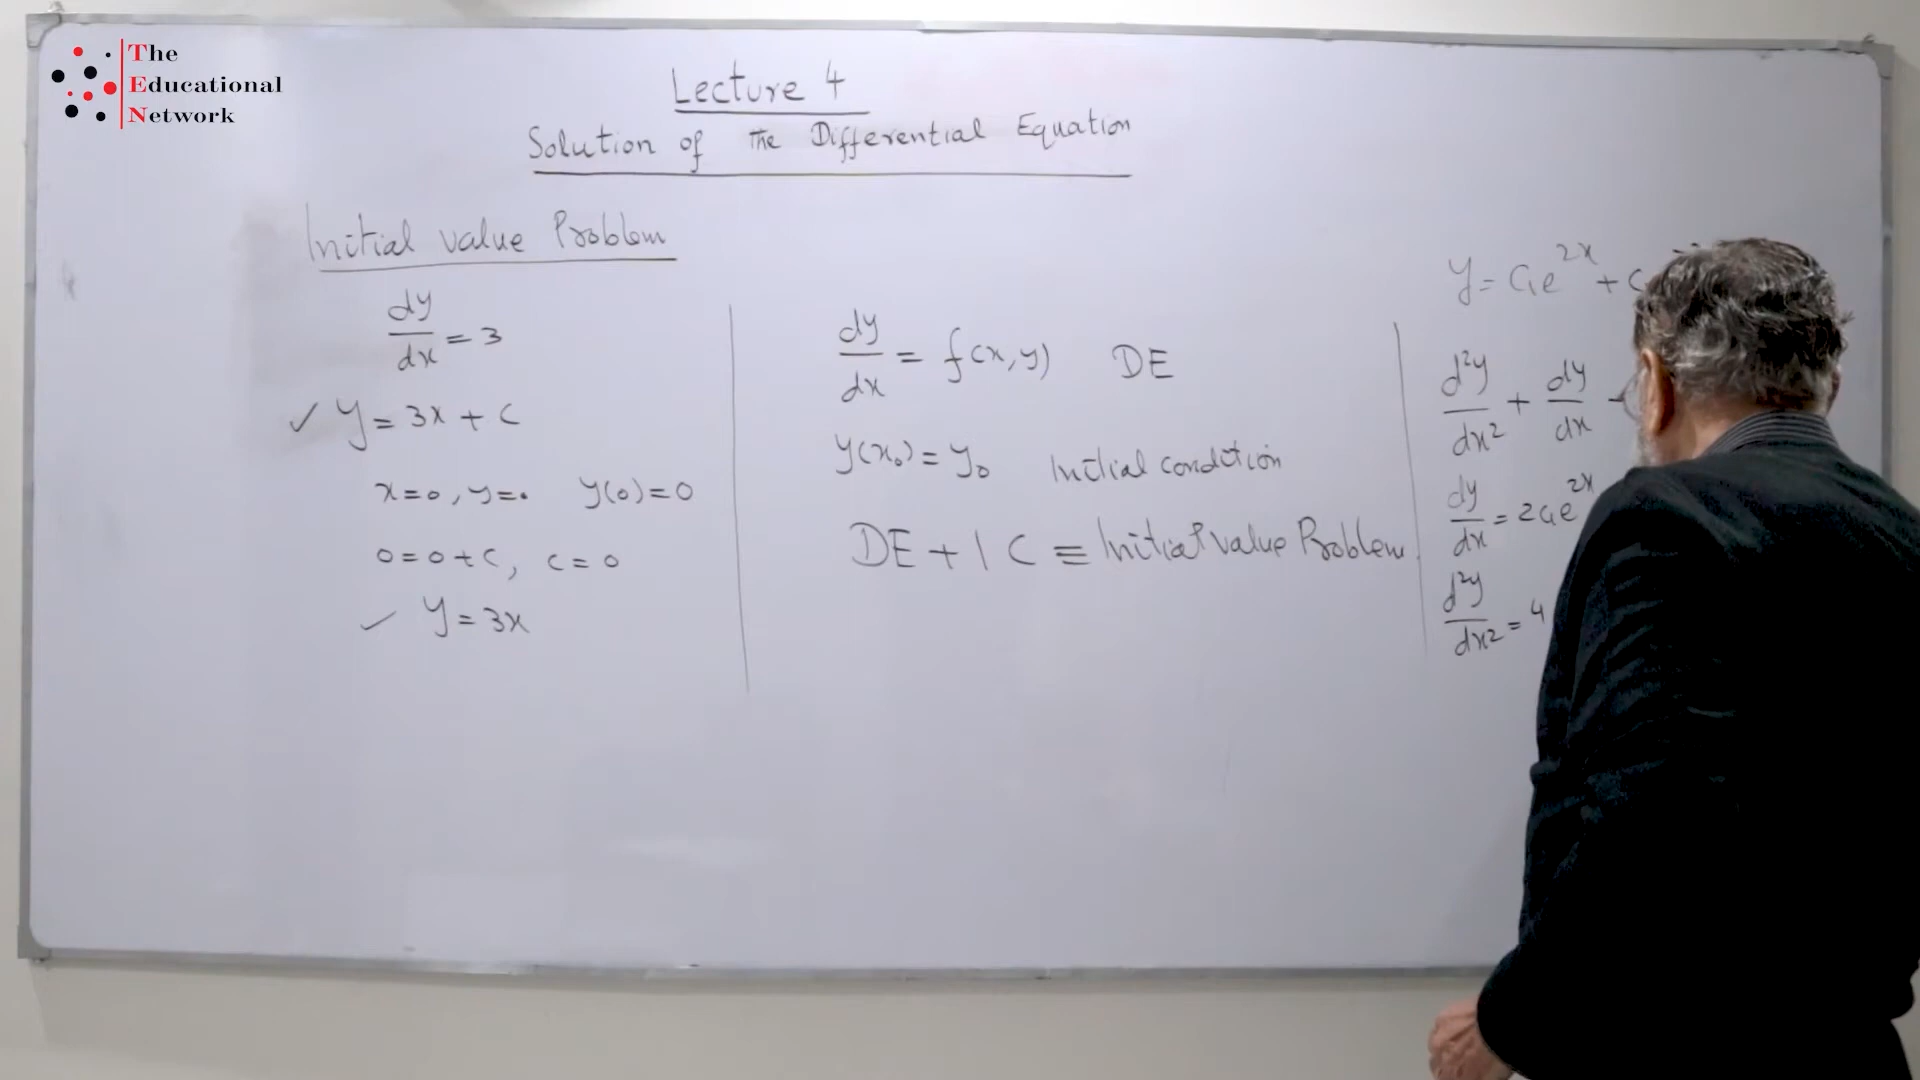 The
Educational
Network
Lecture 4
Solution of The Differential Equation
Initial value Problem
dy/dx = 3
✓ y = 3x + c
x=0, y=0 y(0)=0
0=0+c, c=0
✓ y = 3x
dy/dx = f(x,y) DE
y(x₀) = y₀ Initial condition
DE + I C ≡ Initial value Problem
y = c₁e^2x + c
d²y/dx² + dy/dx -
dy/dx = 2c₁e^2x
d²y/dx² = 4